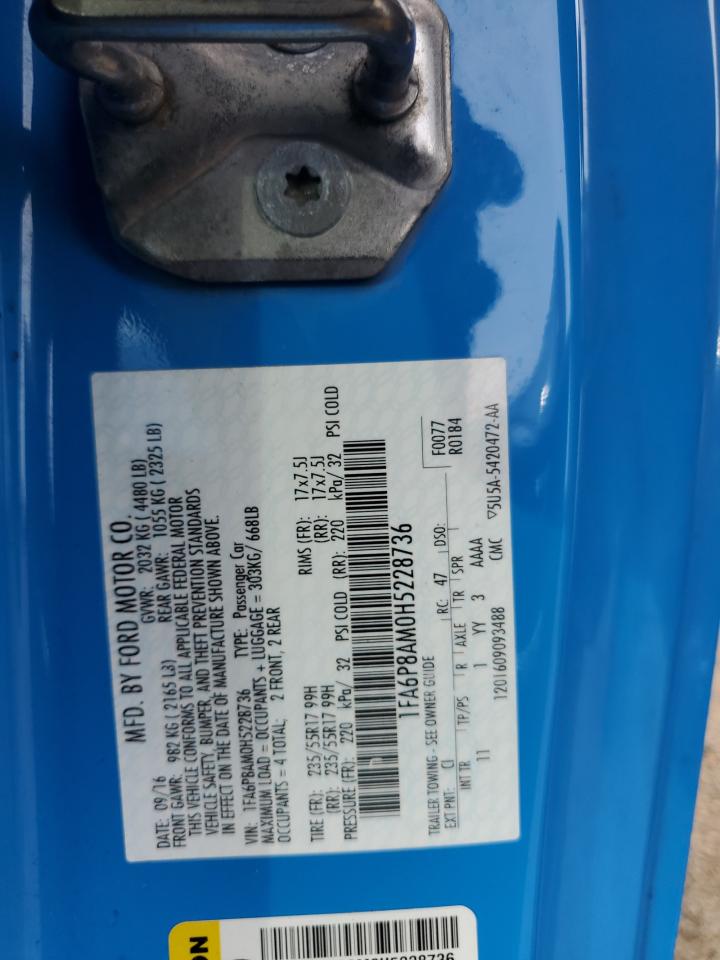 MFD. BY FORD MOTOR CO.
DATE: 09/16 GVWR: 2032 KG ( 4480 LB)
FRONT GAWR: 982 KG ( 2165 LB) REAR GAWR: 1055 KG ( 2325 LB)
THIS VEHICLE CONFORMS TO ALL APPLICABLE FEDERAL MOTOR
VEHICLE SAFETY, BUMPER, AND THEFT PREVENTION STANDARDS
IN EFFECT ON THE DATE OF MANUFACTURE SHOWN ABOVE.
VIN: 1FA6P8AM0H5228736 TYPE: Passenger Car
MAXIMUM LOAD = OCCUPANTS + LUGGAGE = 303KG/ 668LB
OCCUPANTS = 4 TOTAL; 2 FRONT, 2 REAR
TIRE (FR): 235/55R17 99H RIMS (FR): 17x7.5J
(RR): 235/55R17 99H (RR): 17x7.5J
PRESSURE (FR): 220 kPa/ 32 PSI COLD (RR): 220 kPa/ 32 PSI COLD
1FA6P8AM0H5228736
TRAILER TOWING - SEE OWNER GUIDE F0077
R0184
EXT PNT: CI RC: 47 DSO:
INT TR TP/PS R AXLE TR SPR
11 1 YY 3 AAAA
1201609093488 CMC ▽5U5A-5420472-AA